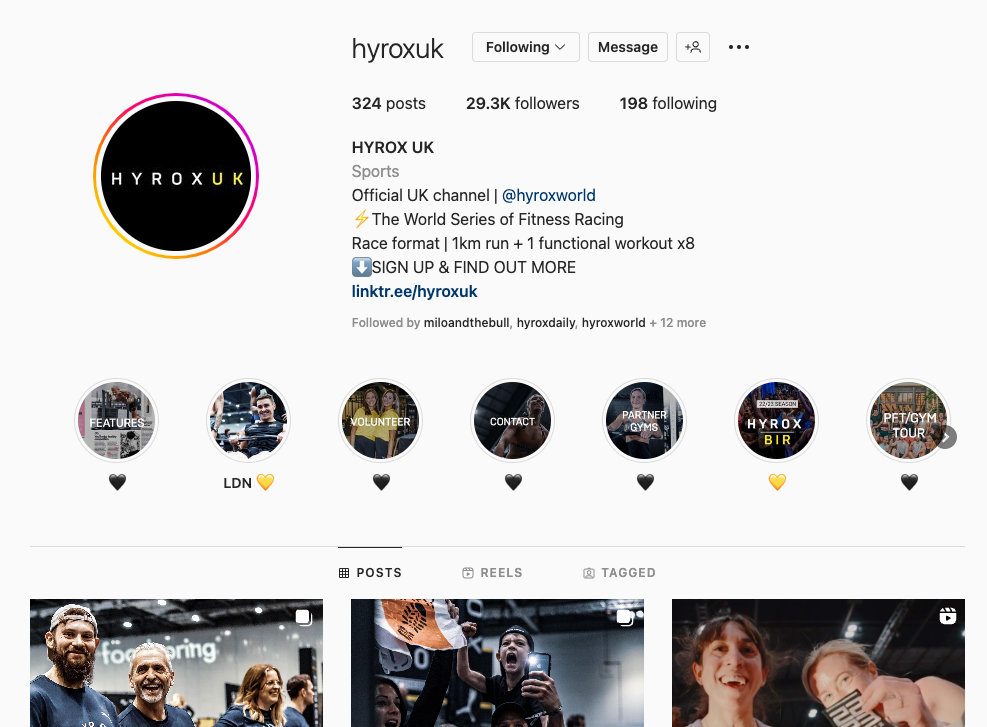 hyroxuk
Following
Message
324 posts
29.3K followers
198 following
HYROX UK
HYROXUK
Sports
Official UK channel | @hyroxworld
⚡The World Series of Fitness Racing
Race format | 1km run + 1 functional workout x8
⬇️SIGN UP & FIND OUT MORE
linktr.ee/hyroxuk
Followed by miloandthebull, hyroxdaily, hyroxworld + 12 more
FEATURES
VOLUNTEER
CONTACT
PARTNER
GYMS
22/23 SEASON
HYROX
BIR
PFT/GYM
TOUR
🖤
LDN 💛
🖤
🖤
🖤
💛
🖤
POSTS
REELS
TAGGED